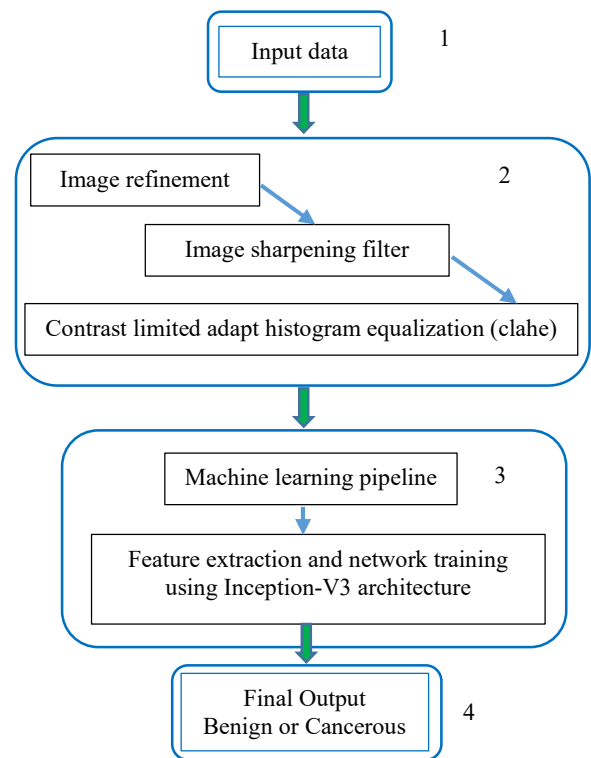 Input data
1
Image refinement
2
Image sharpening filter
Contrast limited adapt histogram equalization (clahe)
Machine learning pipeline
3
Feature extraction and network training
using Inception-V3 architecture
Final Output
Benign or Cancerous
4